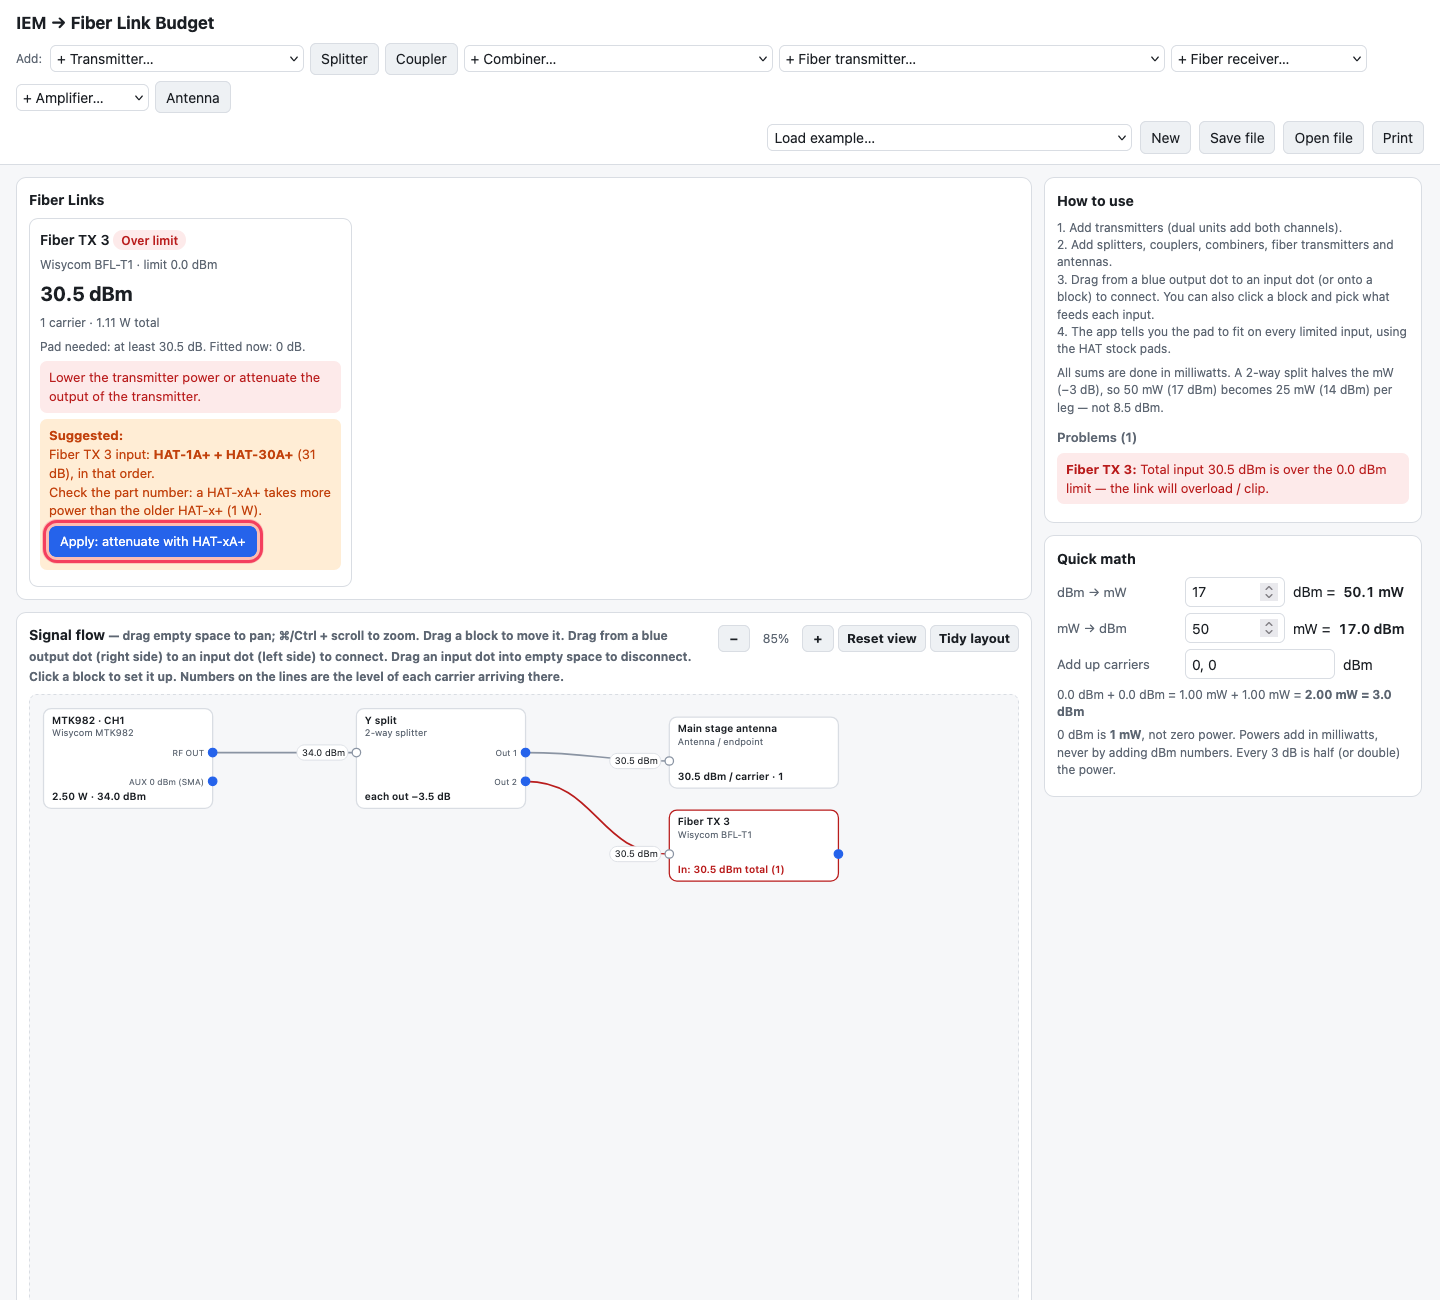 IEM → Fiber Link Budget
Add: + Transmitter... Splitter Coupler + Combiner... + Fiber transmitter... + Fiber receiver...
+ Amplifier... Antenna
Load example... New Save file Open file Print
Fiber Links
Fiber TX 3 Over limit
Wisycom BFL-T1 · limit 0.0 dBm
30.5 dBm
1 carrier · 1.11 W total
Pad needed: at least 30.5 dB. Fitted now: 0 dB.
Lower the transmitter power or attenuate the
output of the transmitter.
Suggested:
Fiber TX 3 input: HAT-1A+ + HAT-30A+ (31
dB), in that order.
Check the part number: a HAT-xA+ takes more
power than the older HAT-x+ (1 W).
Apply: attenuate with HAT-xA+
How to use
1. Add transmitters (dual units add both channels).
2. Add splitters, couplers, combiners, fiber transmitters and
antennas.
3. Drag from a blue output dot to an input dot (or onto a
block) to connect. You can also click a block and pick what
feeds each input.
4. The app tells you the pad to fit on every limited input, using
the HAT stock pads.
All sums are done in milliwatts. A 2-way split halves the mW
(−3 dB), so 50 mW (17 dBm) becomes 25 mW (14 dBm) per
leg — not 8.5 dBm.
Problems (1)
Fiber TX 3: Total input 30.5 dBm is over the 0.0 dBm
limit — the link will overload / clip.
Quick math
dBm → mW 17 dBm = 50.1 mW
mW → dBm 50 mW = 17.0 dBm
Add up carriers 0, 0 dBm
0.0 dBm + 0.0 dBm = 1.00 mW + 1.00 mW = 2.00 mW = 3.0
dBm
0 dBm is 1 mW, not zero power. Powers add in milliwatts,
never by adding dBm numbers. Every 3 dB is half (or double)
the power.
Signal flow — drag empty space to pan; ⌘/Ctrl + scroll to zoom. Drag a block to move it. Drag from a blue
output dot (right side) to an input dot (left side) to connect. Drag an input dot into empty space to disconnect.
Click a block to set it up. Numbers on the lines are the level of each carrier arriving there.
− 85% + Reset view Tidy layout
MTK982 · CH1
Wisycom MTK982
RF OUT
AUX 0 dBm (SMA)
2.50 W · 34.0 dBm
34.0 dBm
Y split
2-way splitter
Out 1
Out 2
each out −3.5 dB
30.5 dBm
Main stage antenna
Antenna / endpoint
30.5 dBm / carrier · 1
30.5 dBm
Fiber TX 3
Wisycom BFL-T1
In: 30.5 dBm total (1)